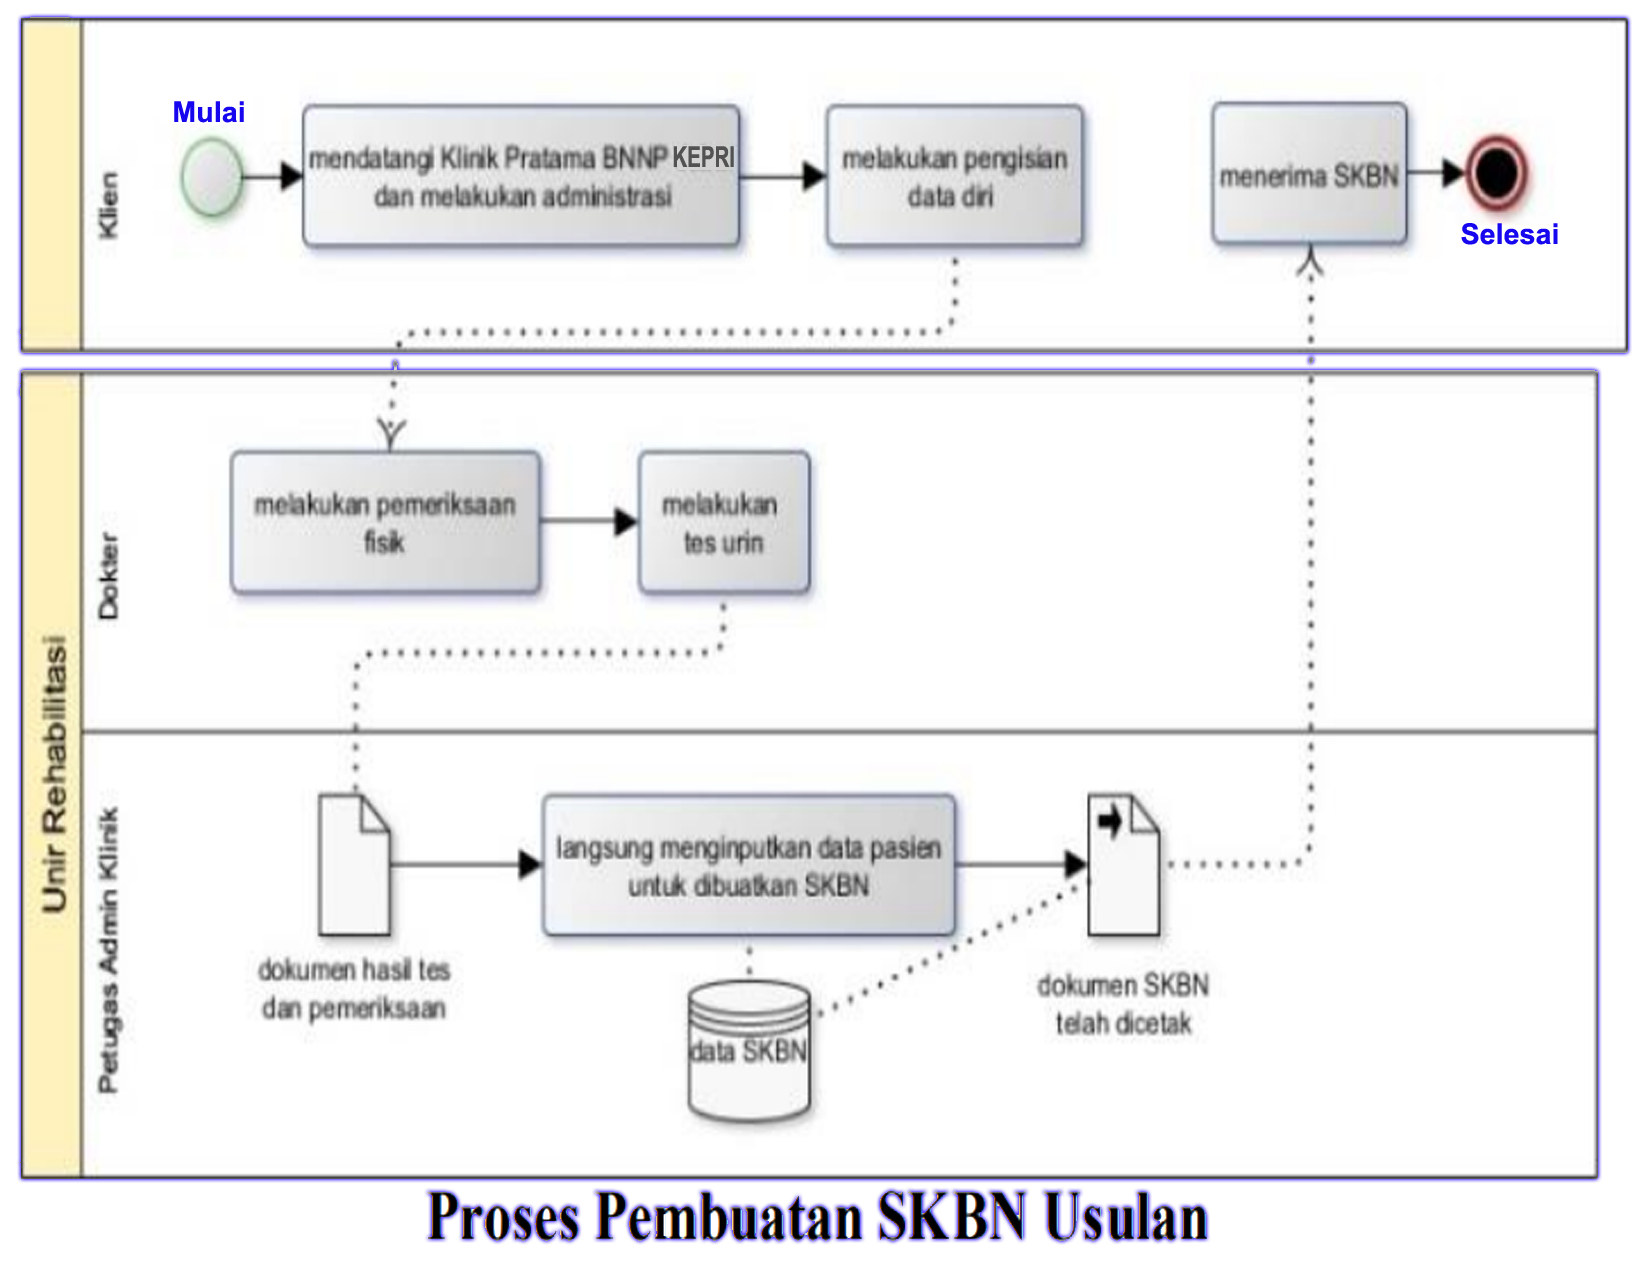 Mulai
Klien
mendatangi Klinik Pratama BNNP KEPRI
dan melakukan administrasi
melakukan pengisian
data diri
menerima SKBN
Selesai
Unir Rehabilitasi
Dokter
melakukan pemeriksaan
fisik
melakukan
tes urin
Petugas Admin Klinik
dokumen hasil tes
dan pemeriksaan
langsung menginputkan data pasien
untuk dibuatkan SKBN
data SKBN
dokumen SKBN
telah dicetak
Proses Pembuatan SKBN Usulan